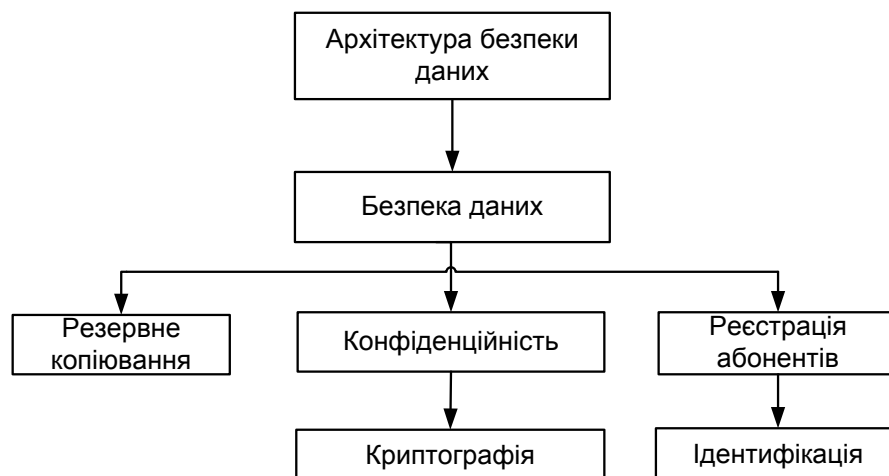 Архітектура безпеки
даних
Безпека даних
Резервне
копіювання
Конфіденційність
Реєстрація
абонентів
Криптографія
Ідентифікація